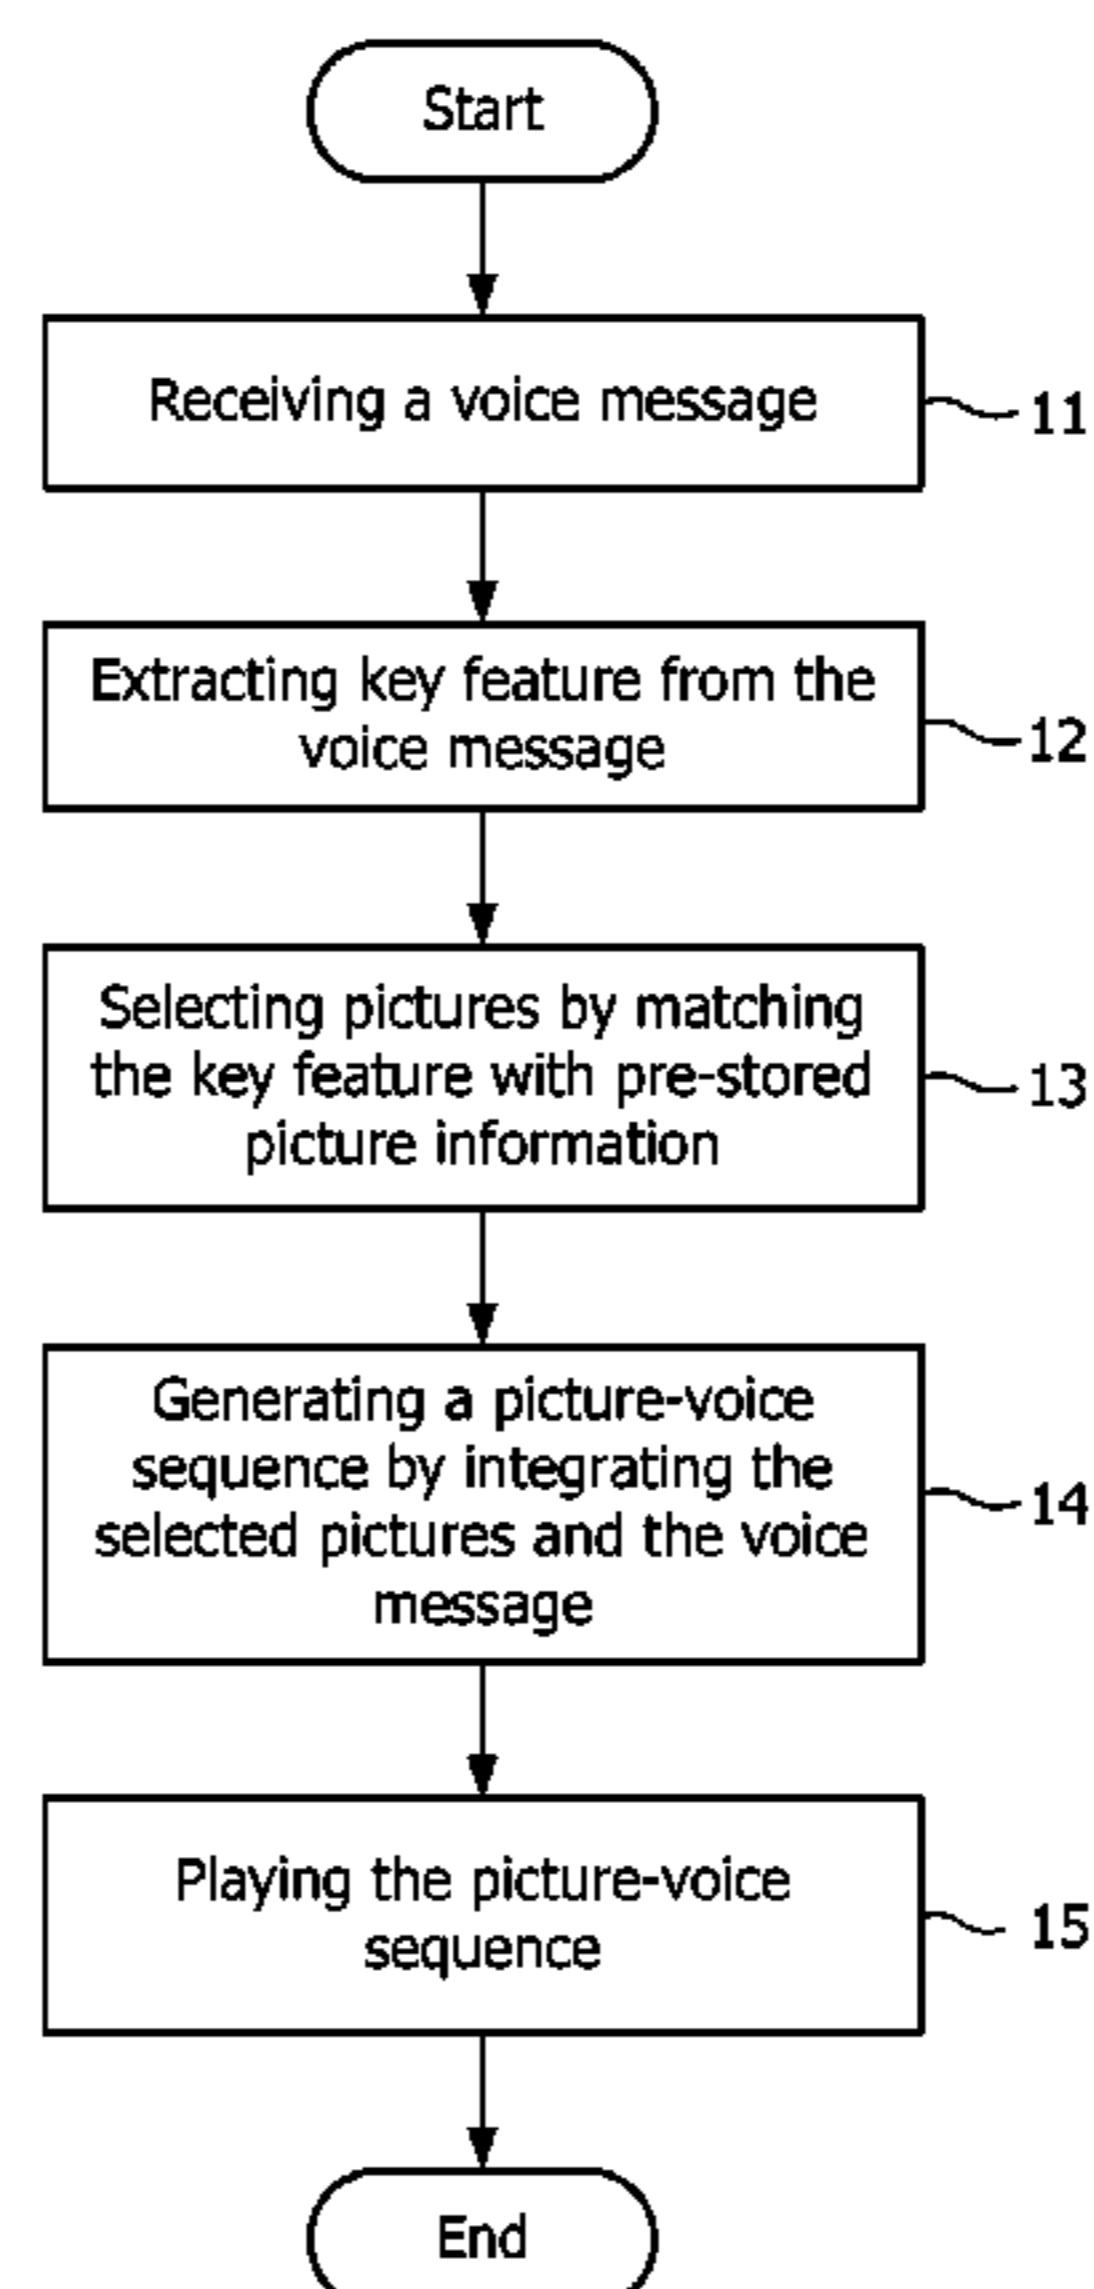 Start
Receiving a voice message
11
Extracting key feature from the
voice message
12
Selecting pictures by matching
the key feature with pre-stored
picture information
13
Generating a picture-voice
sequence by integrating the
selected pictures and the voice
message
14
Playing the picture-voice
sequence
15
End